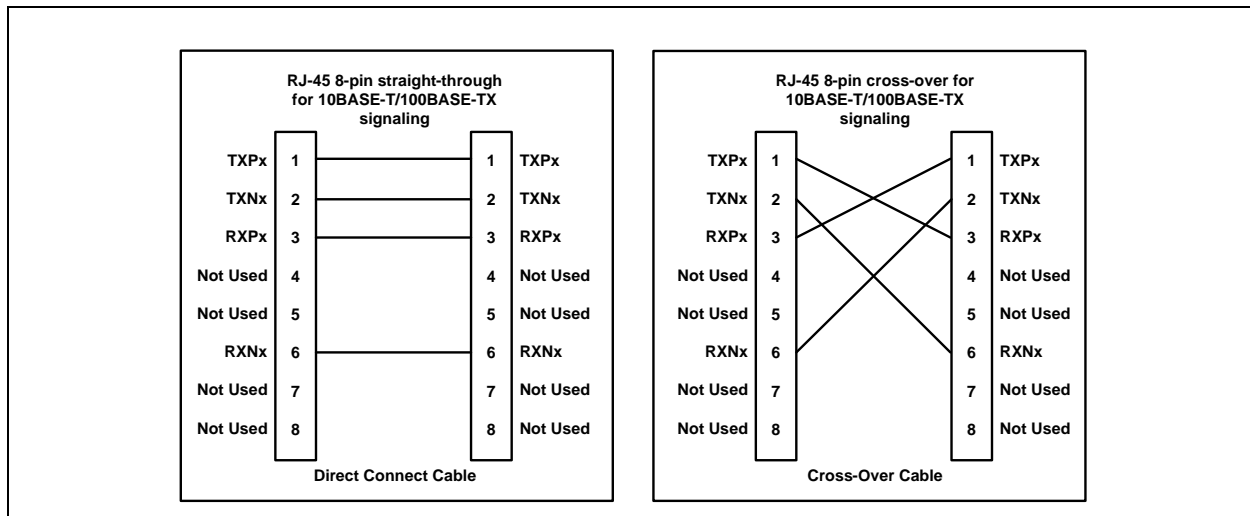 RJ-45 8-pin straight-through
for 10BASE-T/100BASE-TX
signaling
TXPx 1 1 TXPx
TXNx 2 2 TXNx
RXPx 3 3 RXPx
Not Used 4 4 Not Used
Not Used 5 5 Not Used
RXNx 6 6 RXNx
Not Used 7 7 Not Used
Not Used 8 8 Not Used
Direct Connect Cable
RJ-45 8-pin cross-over for
10BASE-T/100BASE-TX
signaling
TXPx 1 1 TXPx
TXNx 2 2 TXNx
RXPx 3 3 RXPx
Not Used 4 4 Not Used
Not Used 5 5 Not Used
RXNx 6 6 RXNx
Not Used 7 7 Not Used
Not Used 8 8 Not Used
Cross-Over Cable